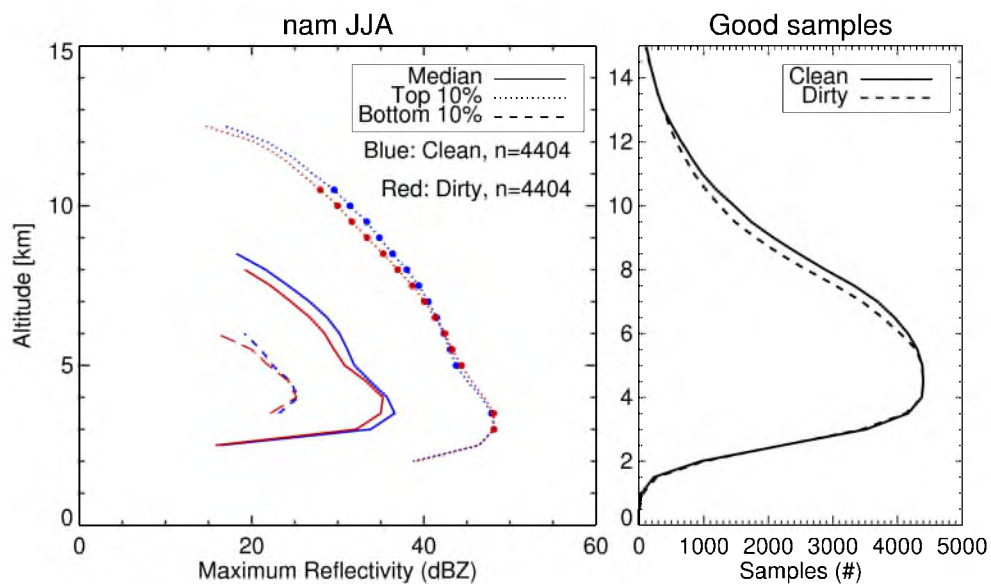 nam JJA
Good samples
Median
Top 10%
Bottom 10%
Blue: Clean, n=4404
Red: Dirty, n=4404
Clean
Dirty
15
10
5
0
Altitude [km]
0 20 40 60
Maximum Reflectivity (dBZ)
14
12
10
8
6
4
2
0
0 1000 2000 3000 4000 5000
Samples (#)